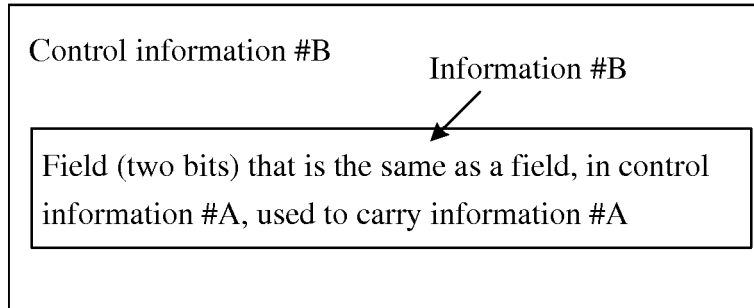 Control information #B
Information #B
Field (two bits) that is the same as a field, in control
information #A, used to carry information #A